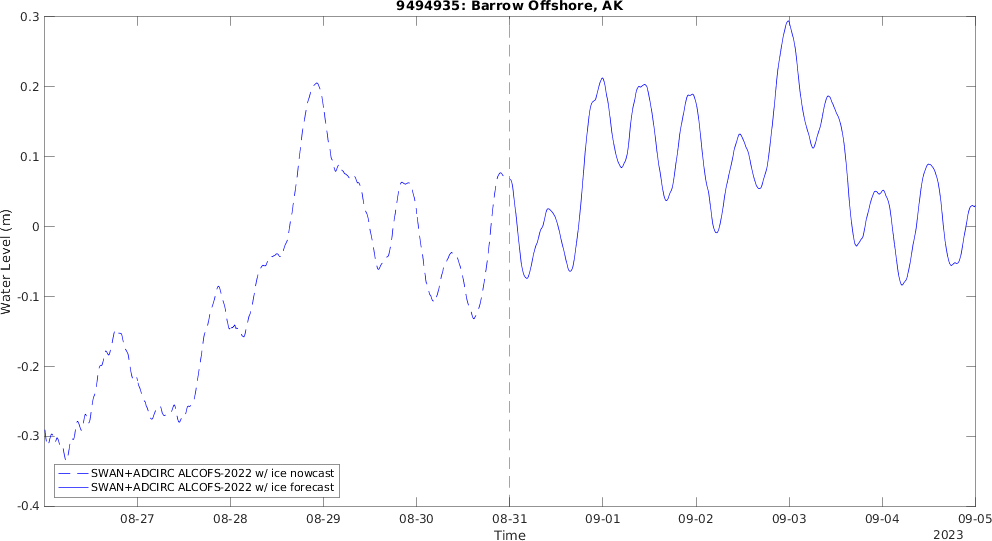 9494935: Barrow Offshore, AK
0.3
0.2
0.1
0
-0.1
-0.2
-0.3
-0.4
Water Level (m)
SWAN+ADCIRC ALCOFS-2022 w/ ice nowcast
SWAN+ADCIRC ALCOFS-2022 w/ ice forecast
08-27 08-28 08-29 08-30 08-31 09-01 09-02 09-03 09-04 09-05
Time
2023